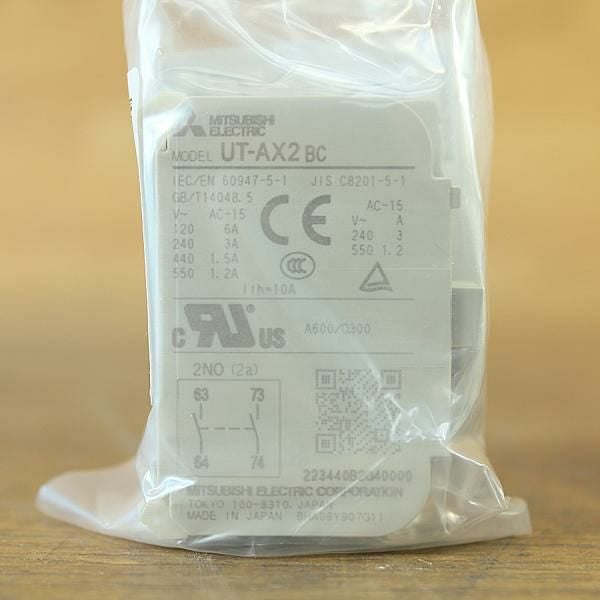 MITSUBISHI
ELECTRIC
MODEL UT-AX2 BC
IEC/EN 60947-5-1 JIS C8201-5-1
GB/T14048.5
V~ AC-15
120 6A
240 3A
440 1.5A
550 1.2A
CE
AC-15
V~ A
240 3
550 1.2
CCC
Ith=10A
c RU US
A600/Q300
2NO (2a)
63 73
64 74
MITSUBISHI ELECTRIC CORPORATION
TOKYO 100-8310, JAPAN
MADE IN JAPAN